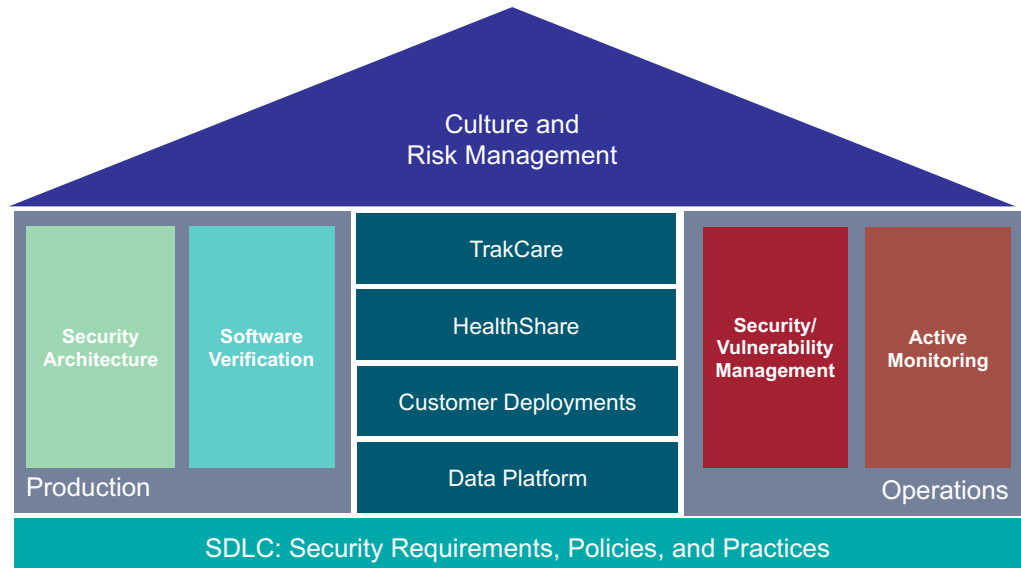 Culture and
Risk Management
Security
Architecture
Software
Verification
Production
TrakCare
HealthShare
Customer Deployments
Data Platform
Security/
Vulnerability
Management
Active
Monitoring
Operations
SDLC: Security Requirements, Policies, and Practices